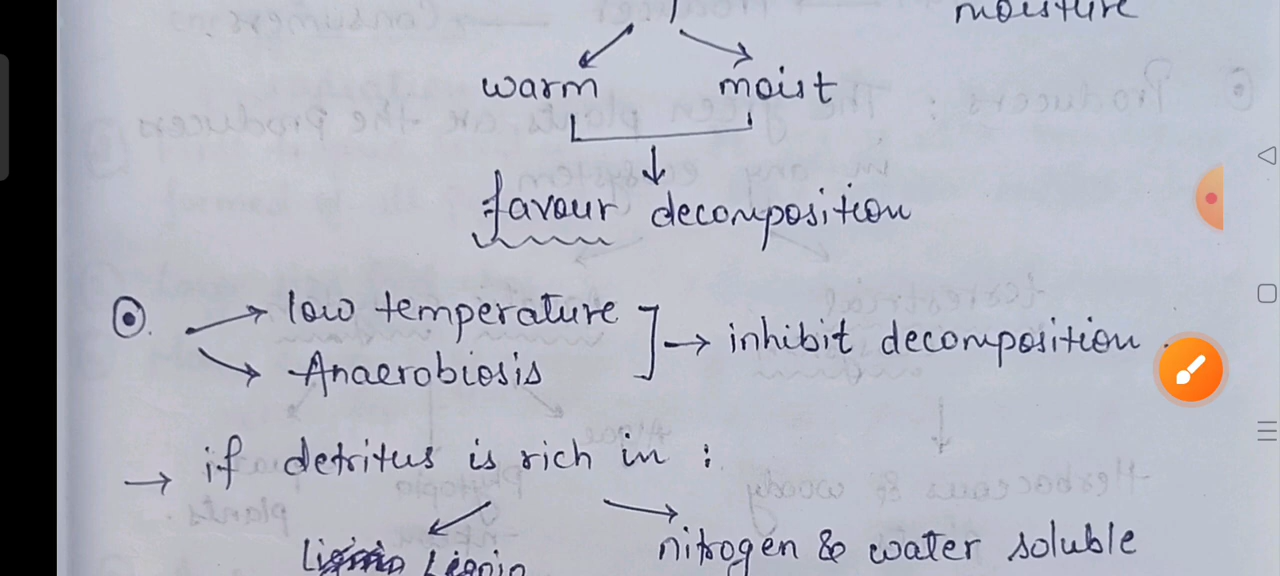 moisture
warm moist
favour decomposition
low temperature
→ inhibit decomposition
Anaerobiosis
→ if detritus is rich in :
Lignin nitrogen & water soluble